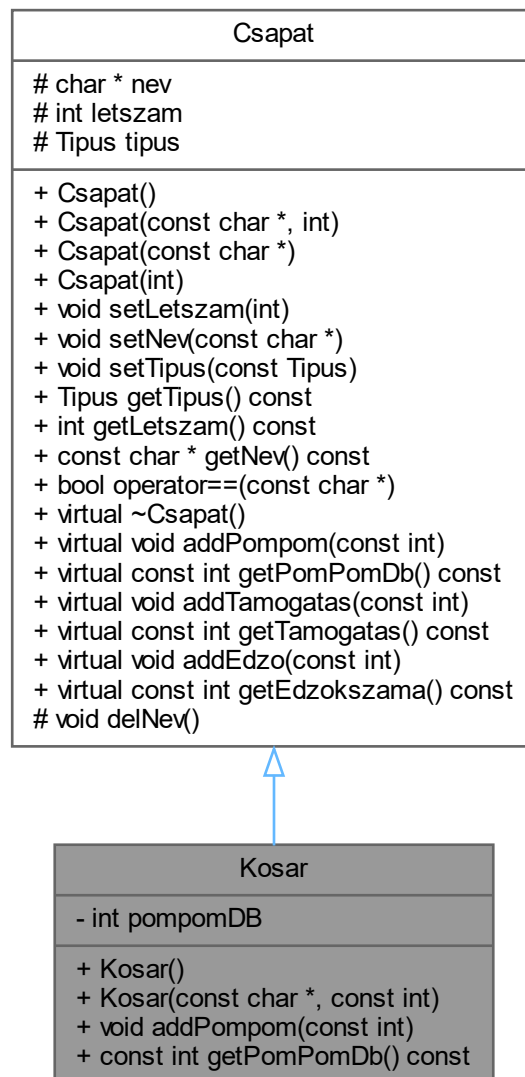 Csapat
# char * nev
# int letszam
# Tipus tipus
+ Csapat()
+ Csapat(const char *, int)
+ Csapat(const char *)
+ Csapat(int)
+ void setLetszam(int)
+ void setNev(const char *)
+ void setTipus(const Tipus)
+ Tipus getTipus() const
+ int getLetszam() const
+ const char * getNev() const
+ bool operator==(const char *)
+ virtual ~Csapat()
+ virtual void addPompom(const int)
+ virtual const int getPomPomDb() const
+ virtual void addTamogatas(const int)
+ virtual const int getTamogatas() const
+ virtual void addEdzo(const int)
+ virtual const int getEdzokszama() const
# void delNev()
Kosar
- int pompomDB
+ Kosar()
+ Kosar(const char *, const int)
+ void addPompom(const int)
+ const int getPomPomDb() const